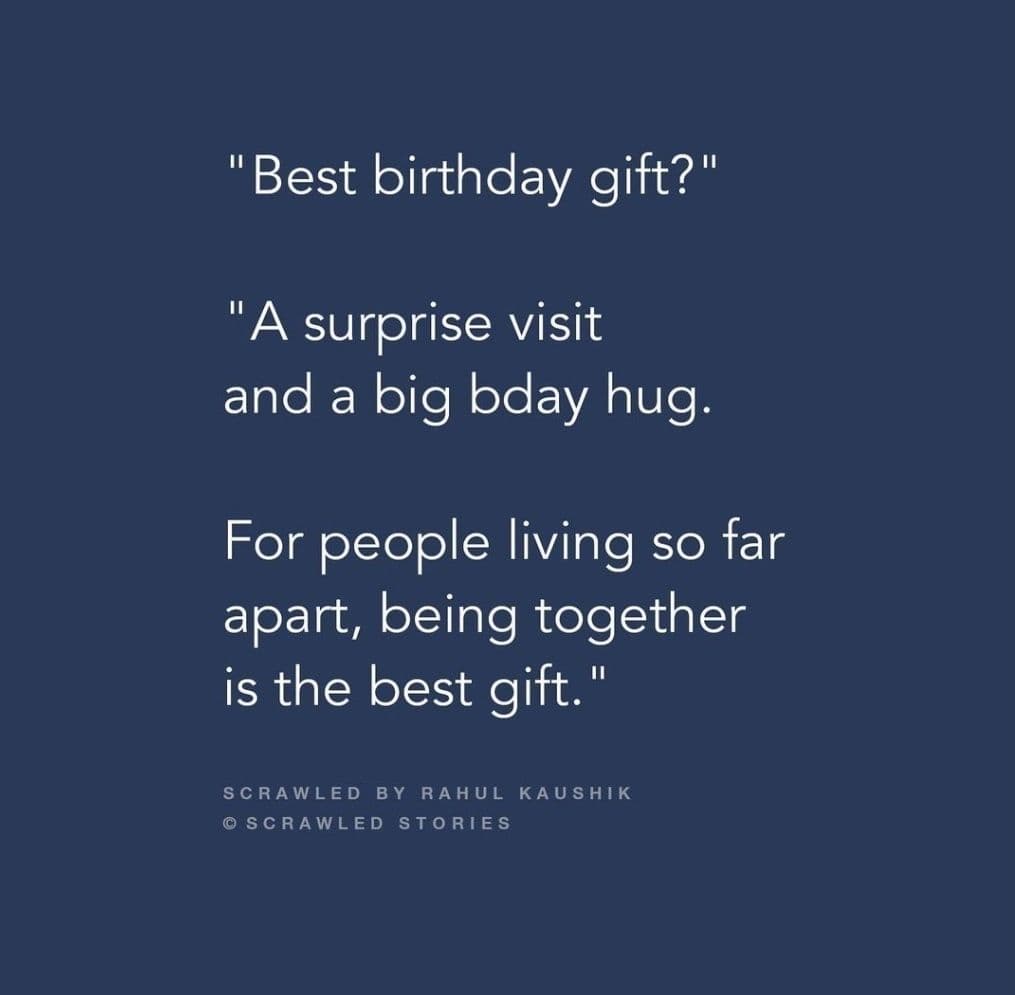 "Best birthday gift?"
"A surprise visit
and a big bday hug.
For people living so far
apart, being together
is the best gift."
SCRAWLED BY RAHUL KAUSHIK
© SCRAWLED STORIES